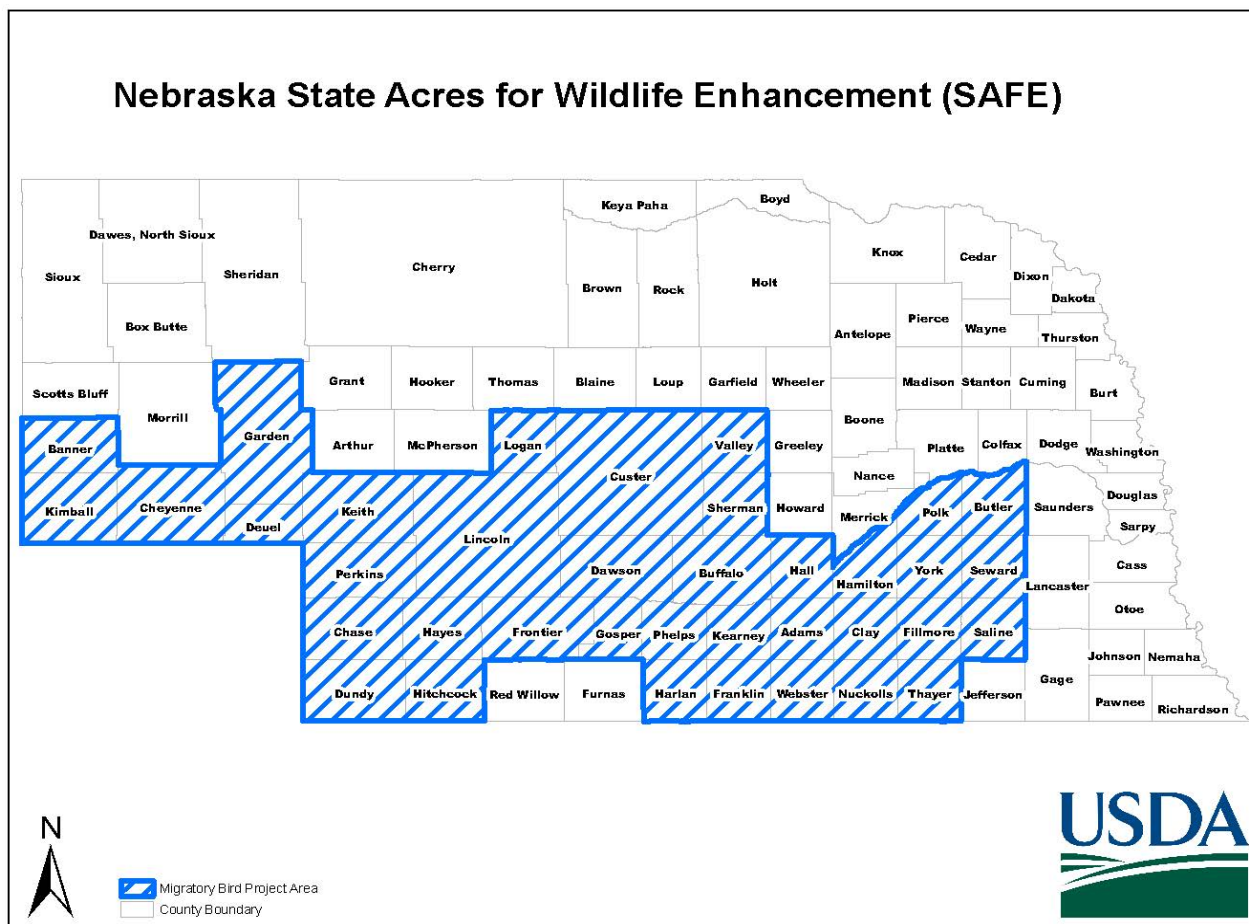 Nebraska State Acres for Wildlife Enhancement (SAFE)
Keya Paha
Boyd
Dawes, North Sioux
Sioux
Sheridan
Cherry
Brown
Rock
Holt
Knox
Cedar
Dixon
Dakota
Box Butte
Antelope
Pierce
Wayne
Thurston
Scotts Bluff
Morrill
Grant
Hooker
Thomas
Blaine
Loup
Garfield
Wheeler
Madison
Stanton
Cuming
Burt
Banner
Garden
Arthur
McPherson
Logan
Custer
Valley
Greeley
Boone
Platte
Colfax
Dodge
Washington
Nance
Kimball
Cheyenne
Deuel
Keith
Lincoln
Sherman
Howard
Merrick
Polk
Butler
Saunders
Douglas
Sarpy
Perkins
Dawson
Buffalo
Hall
Hamilton
York
Seward
Lancaster
Cass
Otoe
Chase
Hayes
Frontier
Gosper
Phelps
Kearney
Adams
Clay
Fillmore
Saline
Johnson
Nemaha
Dundy
Hitchcock
Red Willow
Furnas
Harlan
Franklin
Webster
Nuckolls
Thayer
Jefferson
Gage
Pawnee
Richardson
N
Migratory Bird Project Area
County Boundary
USDA